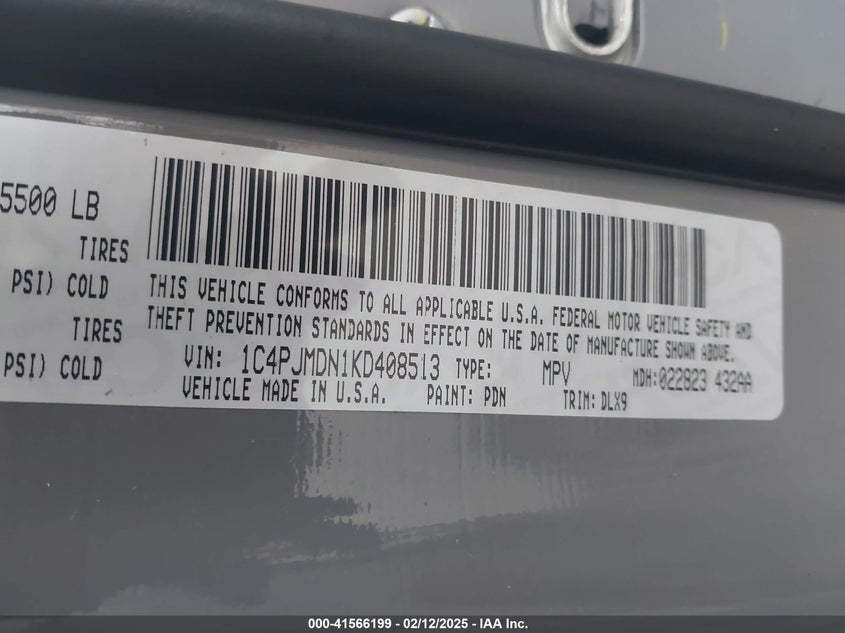 5500 LB
TIRES
PSI) COLD
TIRES
PSI) COLD
THIS VEHICLE CONFORMS TO ALL APPLICABLE U.S.A. FEDERAL MOTOR VEHICLE SAFETY AND
THEFT PREVENTION STANDARDS IN EFFECT ON THE DATE OF MANUFACTURE SHOWN ABOVE.
VIN: 1C4PJMDN1KD408513 TYPE: MPV MDH:022823 432AA
VEHICLE MADE IN U.S.A. PAINT: PDN TRIM: DLX9
000-41566199 - 02/12/2025 - IAA Inc.